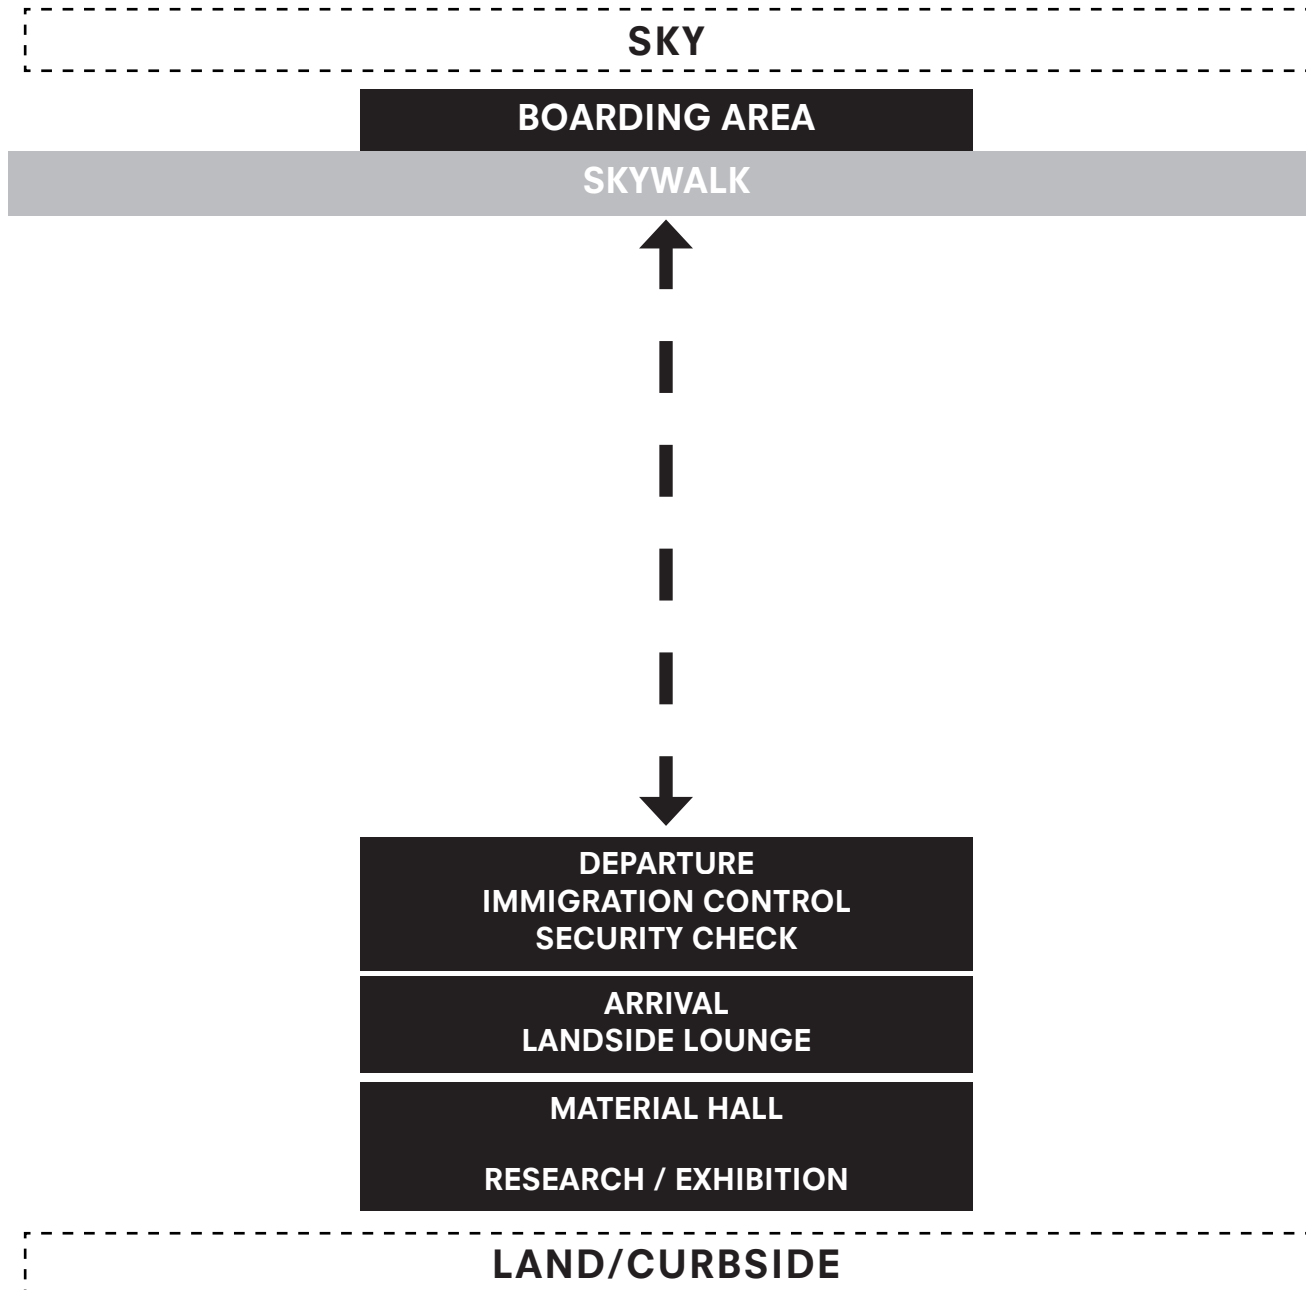 SKY
BOARDING AREA
SKYWALK
DEPARTURE
IMMIGRATION CONTROL
SECURITY CHECK
ARRIVAL
LANDSIDE LOUNGE
MATERIAL HALL
RESEARCH / EXHIBITION
LAND/CURBSIDE